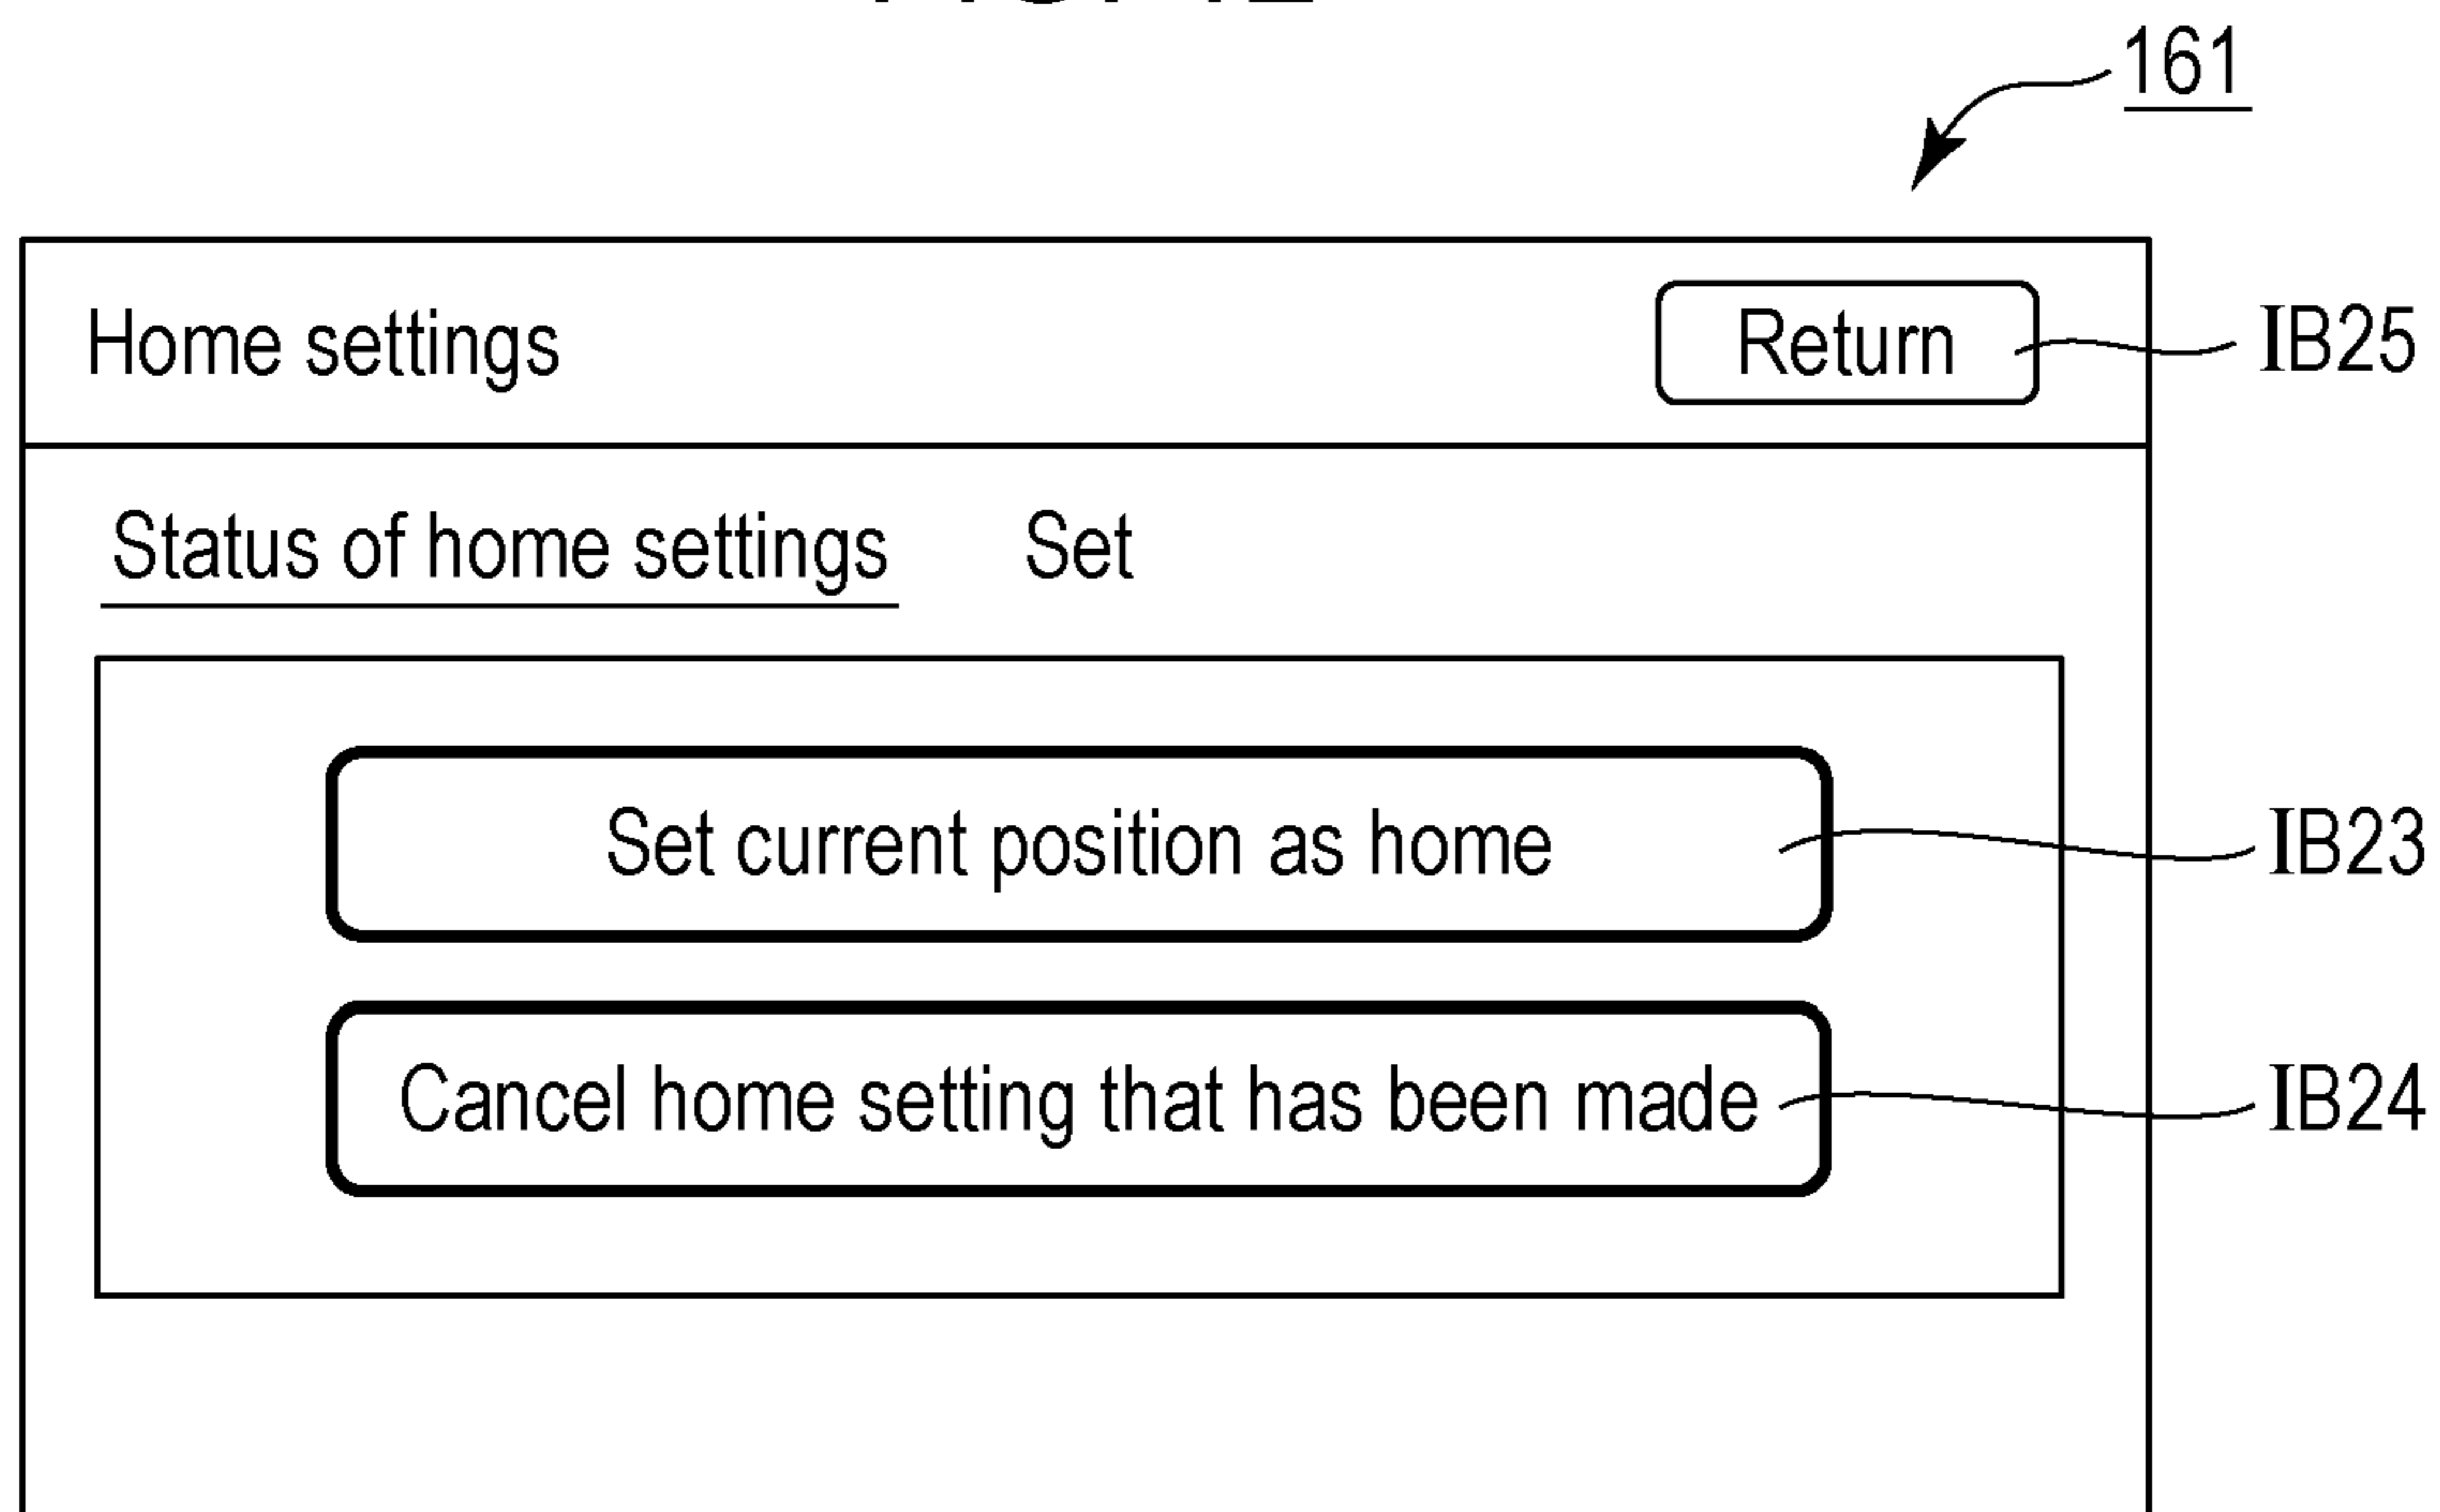 161
Home settings
Return
IB25
Status of home settings
Set
Set current position as home
IB23
Cancel home setting that has been made
IB24